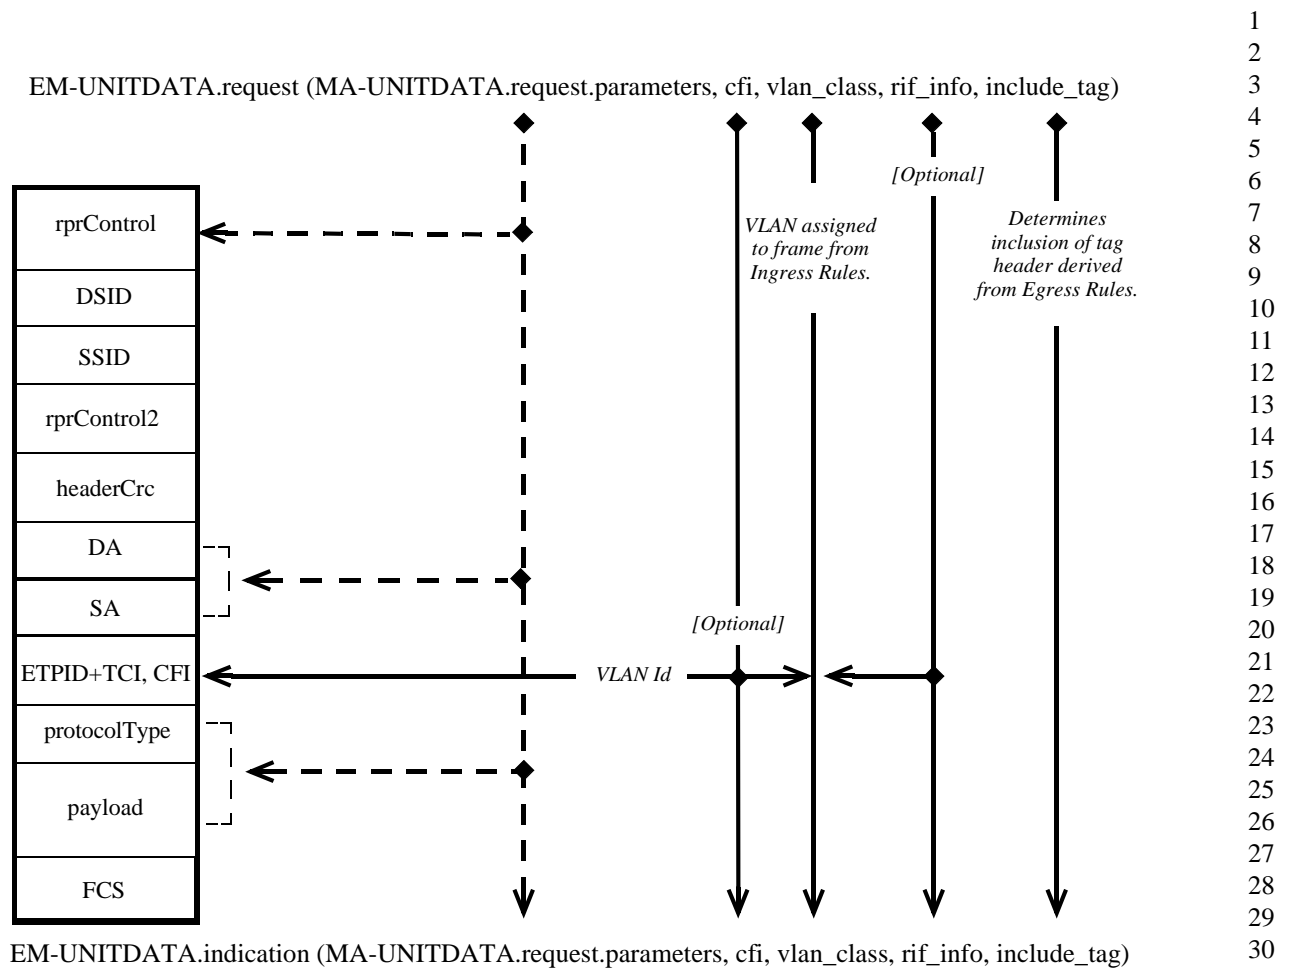 1
2
EM-UNITDATA.request (MA-UNITDATA.request.parameters, cfi, vlan_class, rif_info, include_tag)
3
4
5
[Optional]
6
rprControl
VLAN assigned
to frame from
Ingress Rules.
Determines
inclusion of tag
header derived
from Egress Rules.
7
8
9
DSID
10
11
SSID
12
rprControl2
13
14
15
headerCrc
16
DA
17
18
SA
19
[Optional]
20
ETPID+TCI, CFI
VLAN Id
21
22
protocolType
23
24
25
payload
26
27
FCS
28
29
EM-UNITDATA.indication (MA-UNITDATA.request.parameters, cfi, vlan_class, rif_info, include_tag)
30